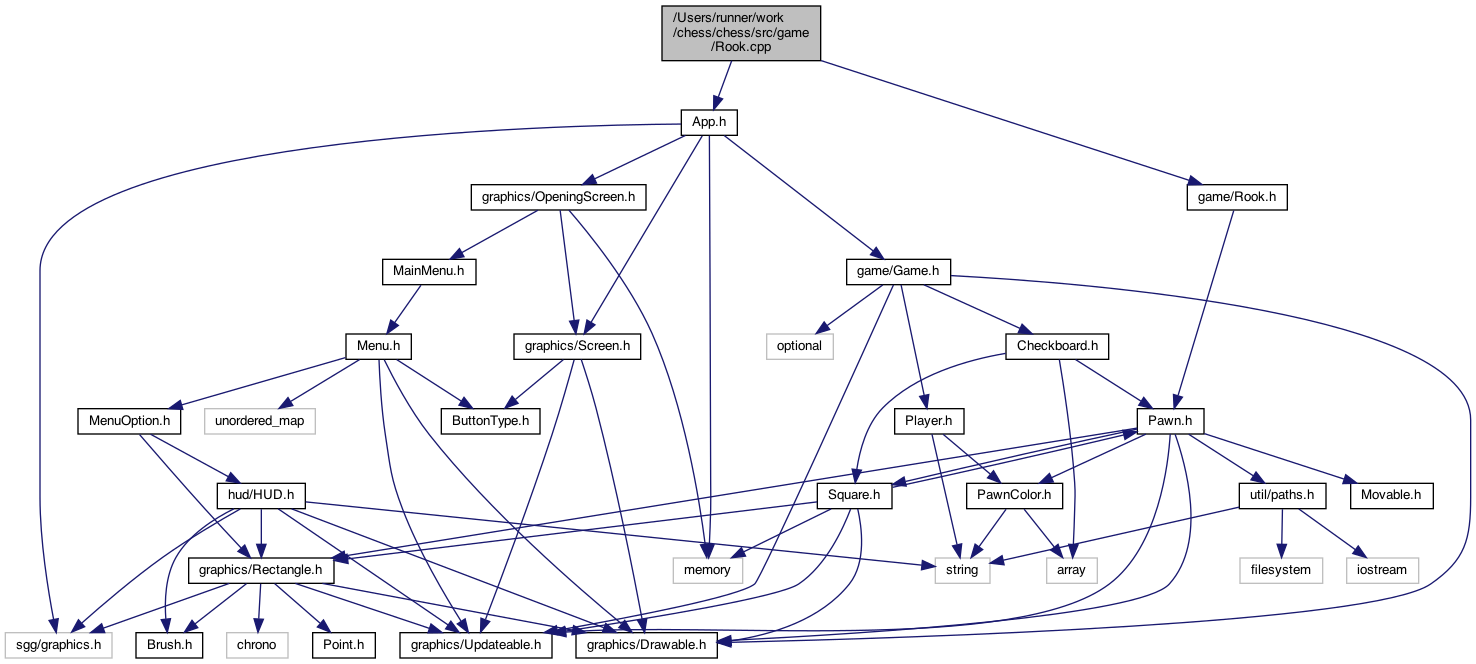 /Users/runner/work
/chess/chess/src/game
/Rook.cpp
App.h
graphics/OpeningScreen.h
game/Rook.h
MainMenu.h
game/Game.h
Menu.h
graphics/Screen.h
optional
Checkboard.h
MenuOption.h
unordered_map
ButtonType.h
Player.h
Pawn.h
hud/HUD.h
Square.h
PawnColor.h
util/paths.h
Movable.h
graphics/Rectangle.h
memory
string
array
filesystem
iostream
sgg/graphics.h
Brush.h
chrono
Point.h
graphics/Updateable.h
graphics/Drawable.h